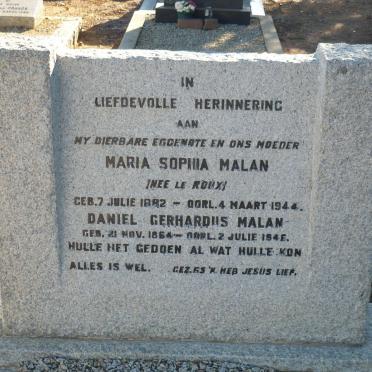 IN
LIEFDEVOLLE HERINNERING
AAN
MY DIERBARE EGGENOTE EN ONS MOEDER
MARIA SOPHIA MALAN
(NEE LE ROUX)
GEB. 7 JULIE 1882 – OORL. 4 MAART 1944.
DANIEL GERHARDUS MALAN
GEB. 21 NOV. 1864 – OORL. 2 JULIE
HULLE HET GEDOEN AL WAT HULLE KON
ALLES IS WEL. GEZ. 63 'K HEB JESUS LIEF.